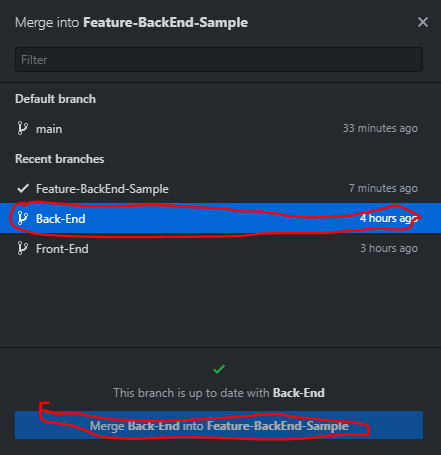 Merge into Feature-BackEnd-Sample
Filter
Default branch
main 33 minutes ago
Recent branches
Feature-BackEnd-Sample 7 minutes ago
Back-End 4 hours ago
Front-End 3 hours ago
This branch is up to date with Back-End
Merge Back-End into Feature-BackEnd-Sample